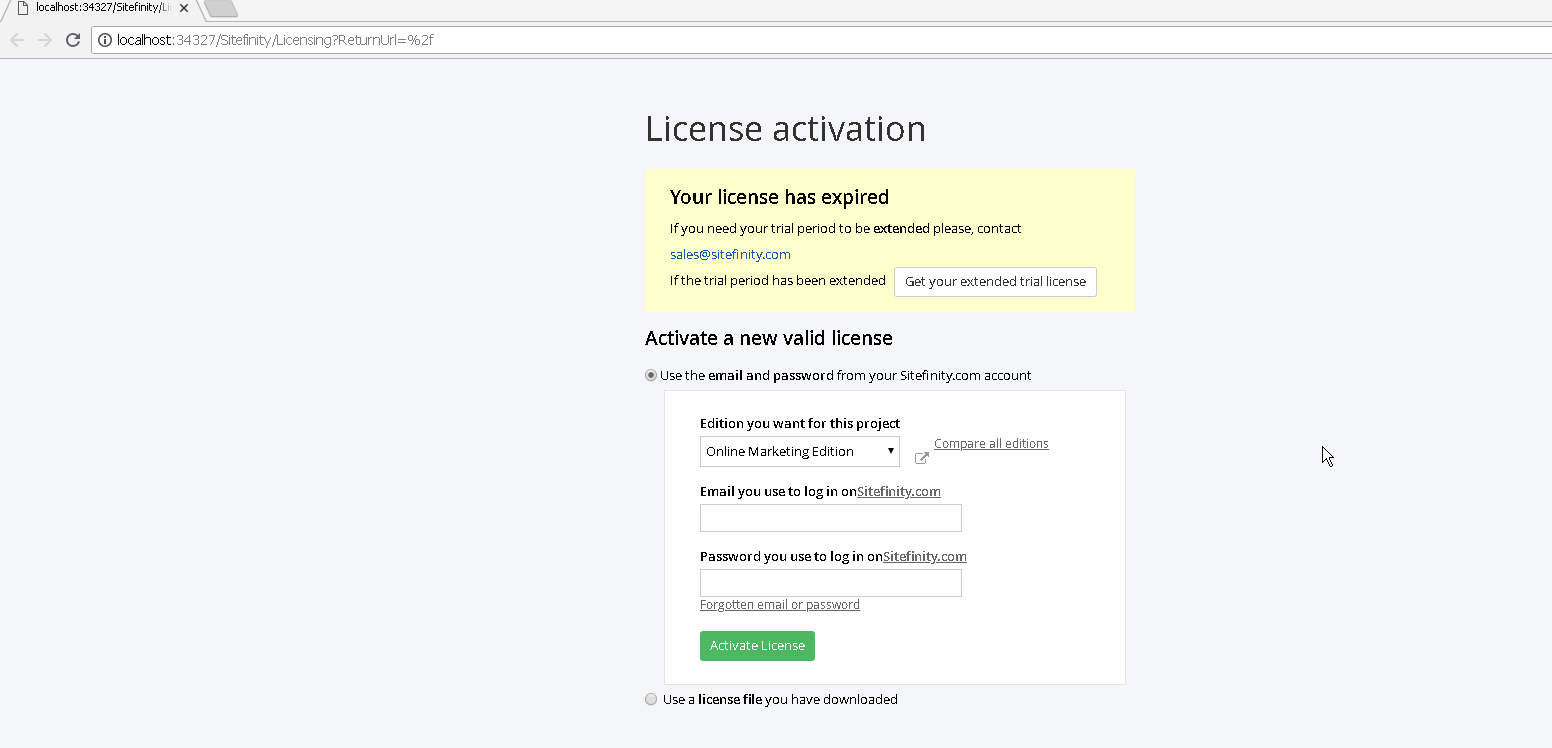 localhost:34327/Sitefinity/Li
localhost:34327/Sitefinity/Licensing?ReturnUrl=%2f
License activation
Your license has expired
If you need your trial period to be extended please, contact
sales@sitefinity.com
If the trial period has been extended Get your extended trial license
Activate a new valid license
Use the email and password from your Sitefinity.com account
Edition you want for this project
Online Marketing Edition Compare all editions
Email you use to log in onSitefinity.com
Password you use to log in onSitefinity.com
Forgotten email or password
Activate License
Use a license file you have downloaded